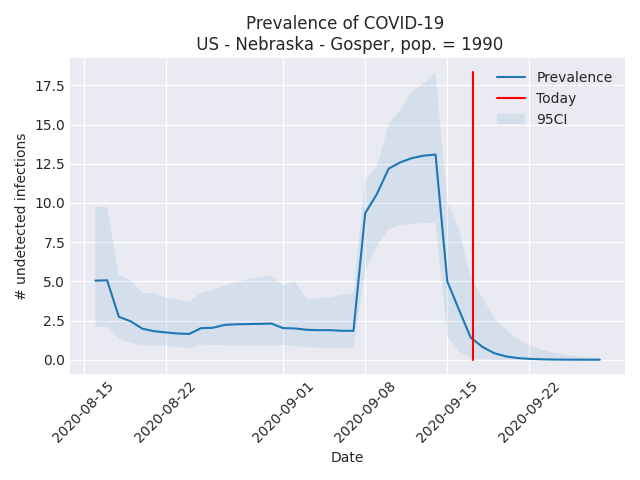 Prevalence of COVID-19
US - Nebraska - Gosper, pop. = 1990
Prevalence
Today
95CI
# undetected infections
17.5
15.0
12.5
10.0
7.5
5.0
2.5
0.0
2020-08-15
2020-08-22
2020-09-01
2020-09-08
2020-09-15
2020-09-22
Date